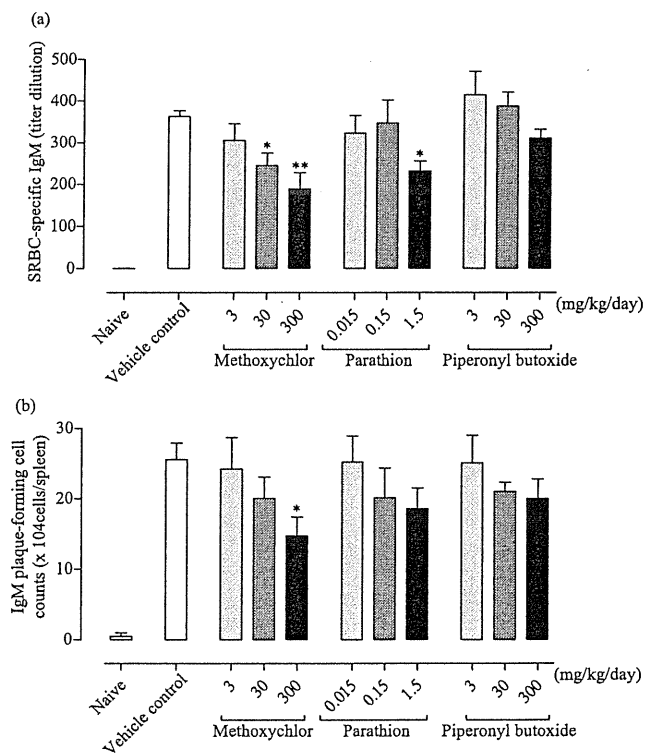 (a)
SRBC-specific IgM (titer dilution)
500
400
300
200
100
0
*
**
*
Naive
Vehicle control
3
30
300
0.015
0.15
1.5
3
30
300
(mg/kg/day)
Methoxychlor
Parathion
Piperonyl butoxide
(b)
IgM plaque-forming cell
counts (x 104cells/spleen)
30
20
10
0
*
Naive
Vehicle control
3
30
300
0.015
0.15
1.5
3
30
300
(mg/kg/day)
Methoxychlor
Parathion
Piperonyl butoxide